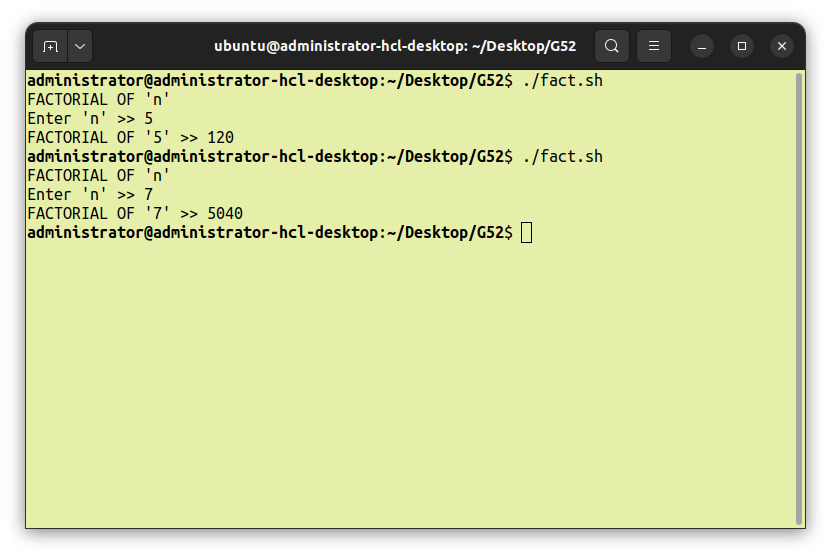 ubuntu@administrator-hcl-desktop: ~/Desktop/G52
administrator@administrator-hcl-desktop:~/Desktop/G52$ ./fact.sh
FACTORIAL OF 'n'
Enter 'n' >> 5
FACTORIAL OF '5' >> 120
administrator@administrator-hcl-desktop:~/Desktop/G52$ ./fact.sh
FACTORIAL OF 'n'
Enter 'n' >> 7
FACTORIAL OF '7' >> 5040
administrator@administrator-hcl-desktop:~/Desktop/G52$